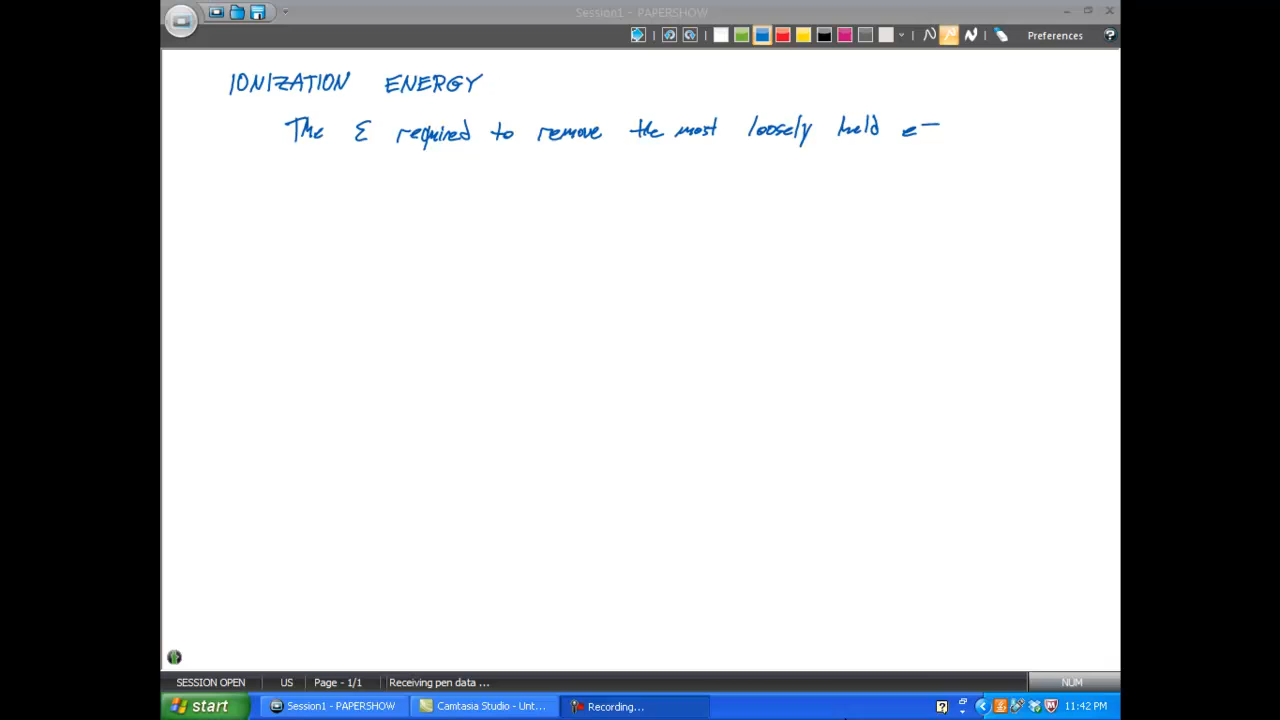 Session1 - PAPERSHOW
Preferences
IONIZATION ENERGY
The E required to remove the most loosely held e−
SESSION OPEN US Page - 1/1 Receiving pen data ... NUM
start Session1 - PAPERSHOW Camtasia Studio - Unt... Recording... 11:42 PM